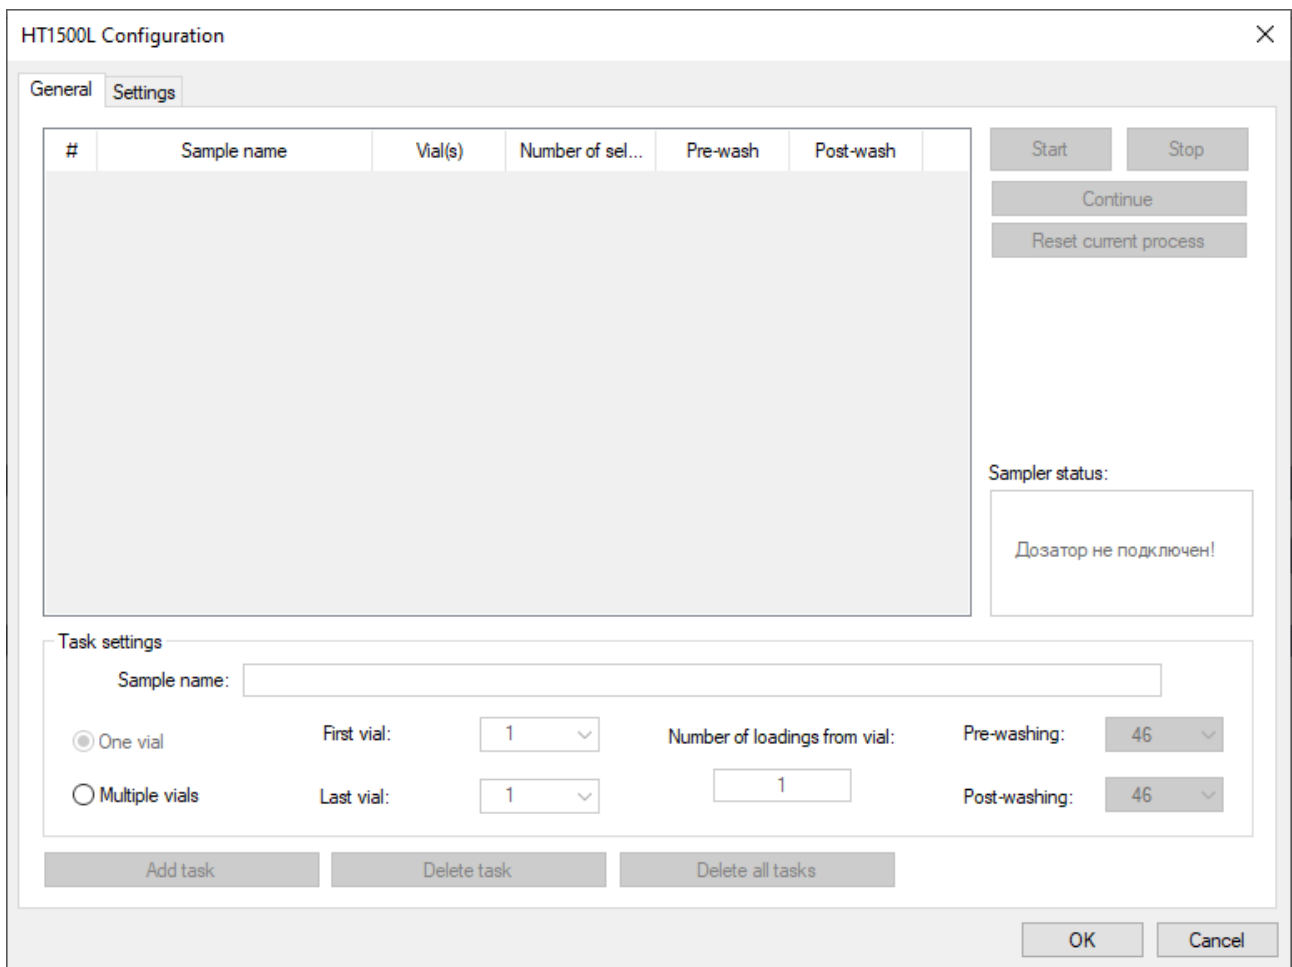 HT1500L Configuration
General Settings
# Sample name Vial(s) Number of sel... Pre-wash Post-wash
Start Stop
Continue
Reset current process
Sampler status:
Дозатор не подключен!
Task settings
Sample name:
One vial First vial: 1 Number of loadings from vial: Pre-washing: 46
Multiple vials Last vial: 1 1 Post-washing: 46
Add task Delete task Delete all tasks
OK Cancel